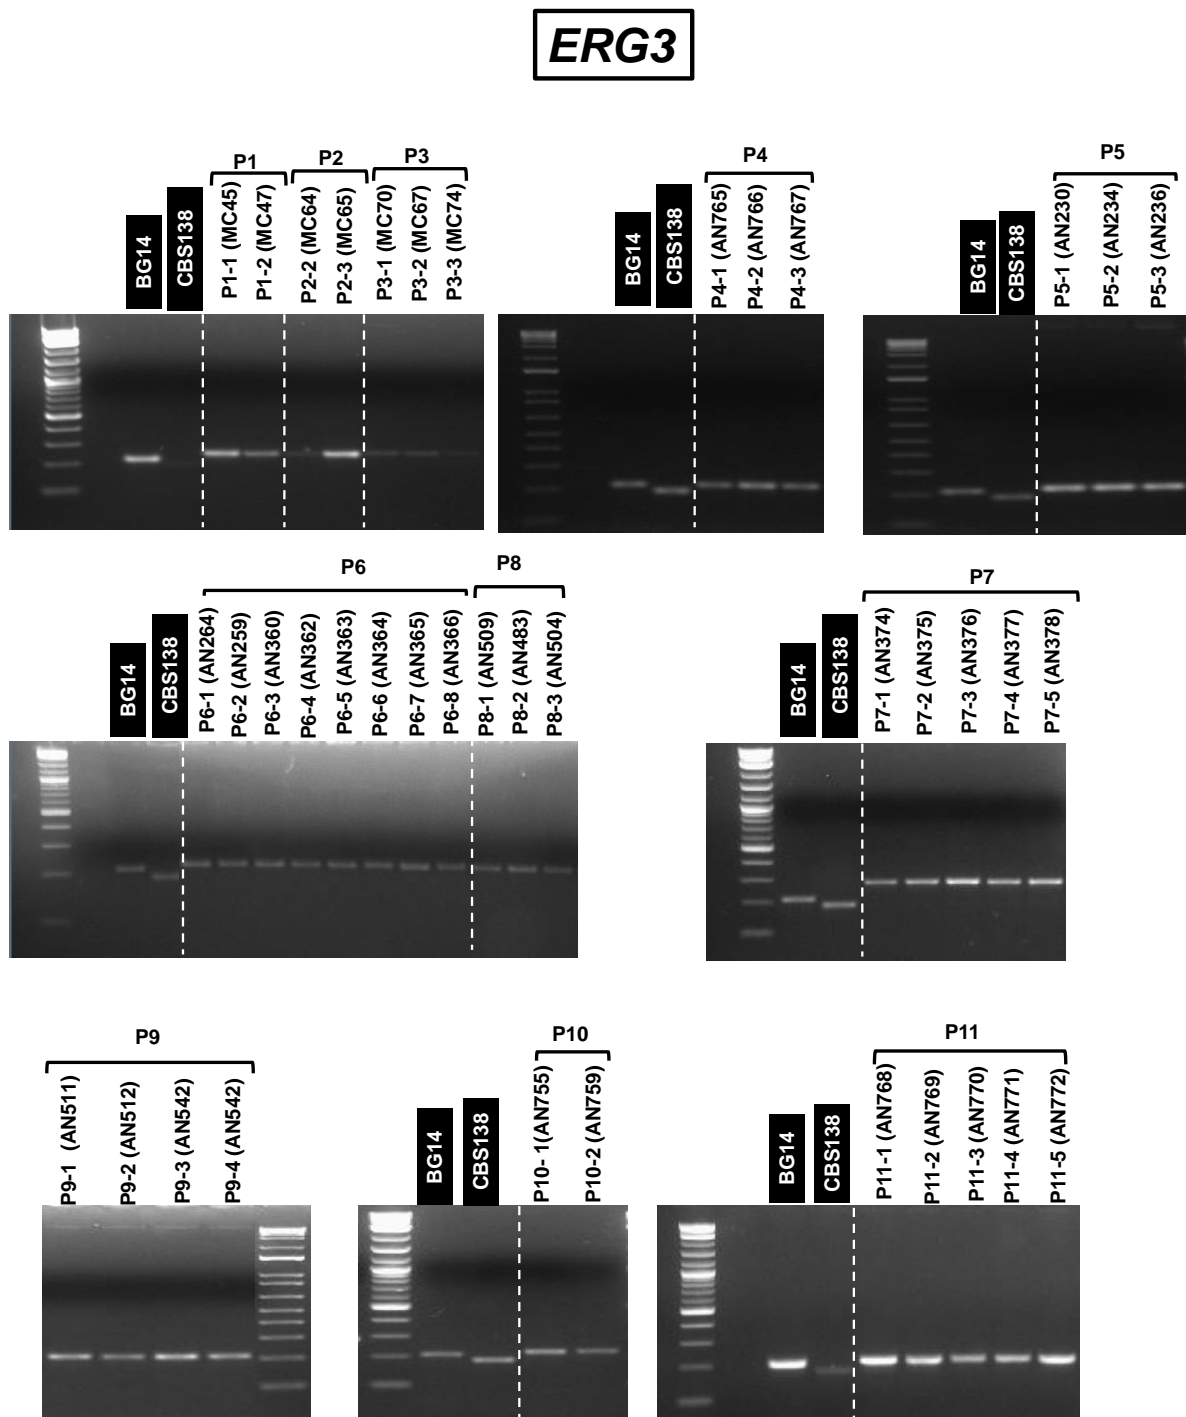 ERG3
P1
P2
P3
BG14
CBS138
P1-1 (MC45)
P1-2 (MC47)
P2-2 (MC64)
P2-3 (MC65)
P3-1 (MC70)
P3-2 (MC67)
P3-3 (MC74)
P4
BG14
CBS138
P4-1 (AN765)
P4-2 (AN766)
P4-3 (AN767)
P5
BG14
CBS138
P5-1 (AN230)
P5-2 (AN234)
P5-3 (AN236)
P6
P8
BG14
CBS138
P6-1 (AN264)
P6-2 (AN259)
P6-3 (AN360)
P6-4 (AN362)
P6-5 (AN363)
P6-6 (AN364)
P6-7 (AN365)
P6-8 (AN366)
P8-1 (AN509)
P8-2 (AN483)
P8-3 (AN504)
P7
BG14
CBS138
P7-1 (AN374)
P7-2 (AN375)
P7-3 (AN376)
P7-4 (AN377)
P7-5 (AN378)
P9
P9-1 (AN511)
P9-2 (AN512)
P9-3 (AN542)
P9-4 (AN542)
P10
BG14
CBS138
P10- 1(AN755)
P10-2 (AN759)
P11
BG14
CBS138
P11-1 (AN768)
P11-2 (AN769)
P11-3 (AN770)
P11-4 (AN771)
P11-5 (AN772)